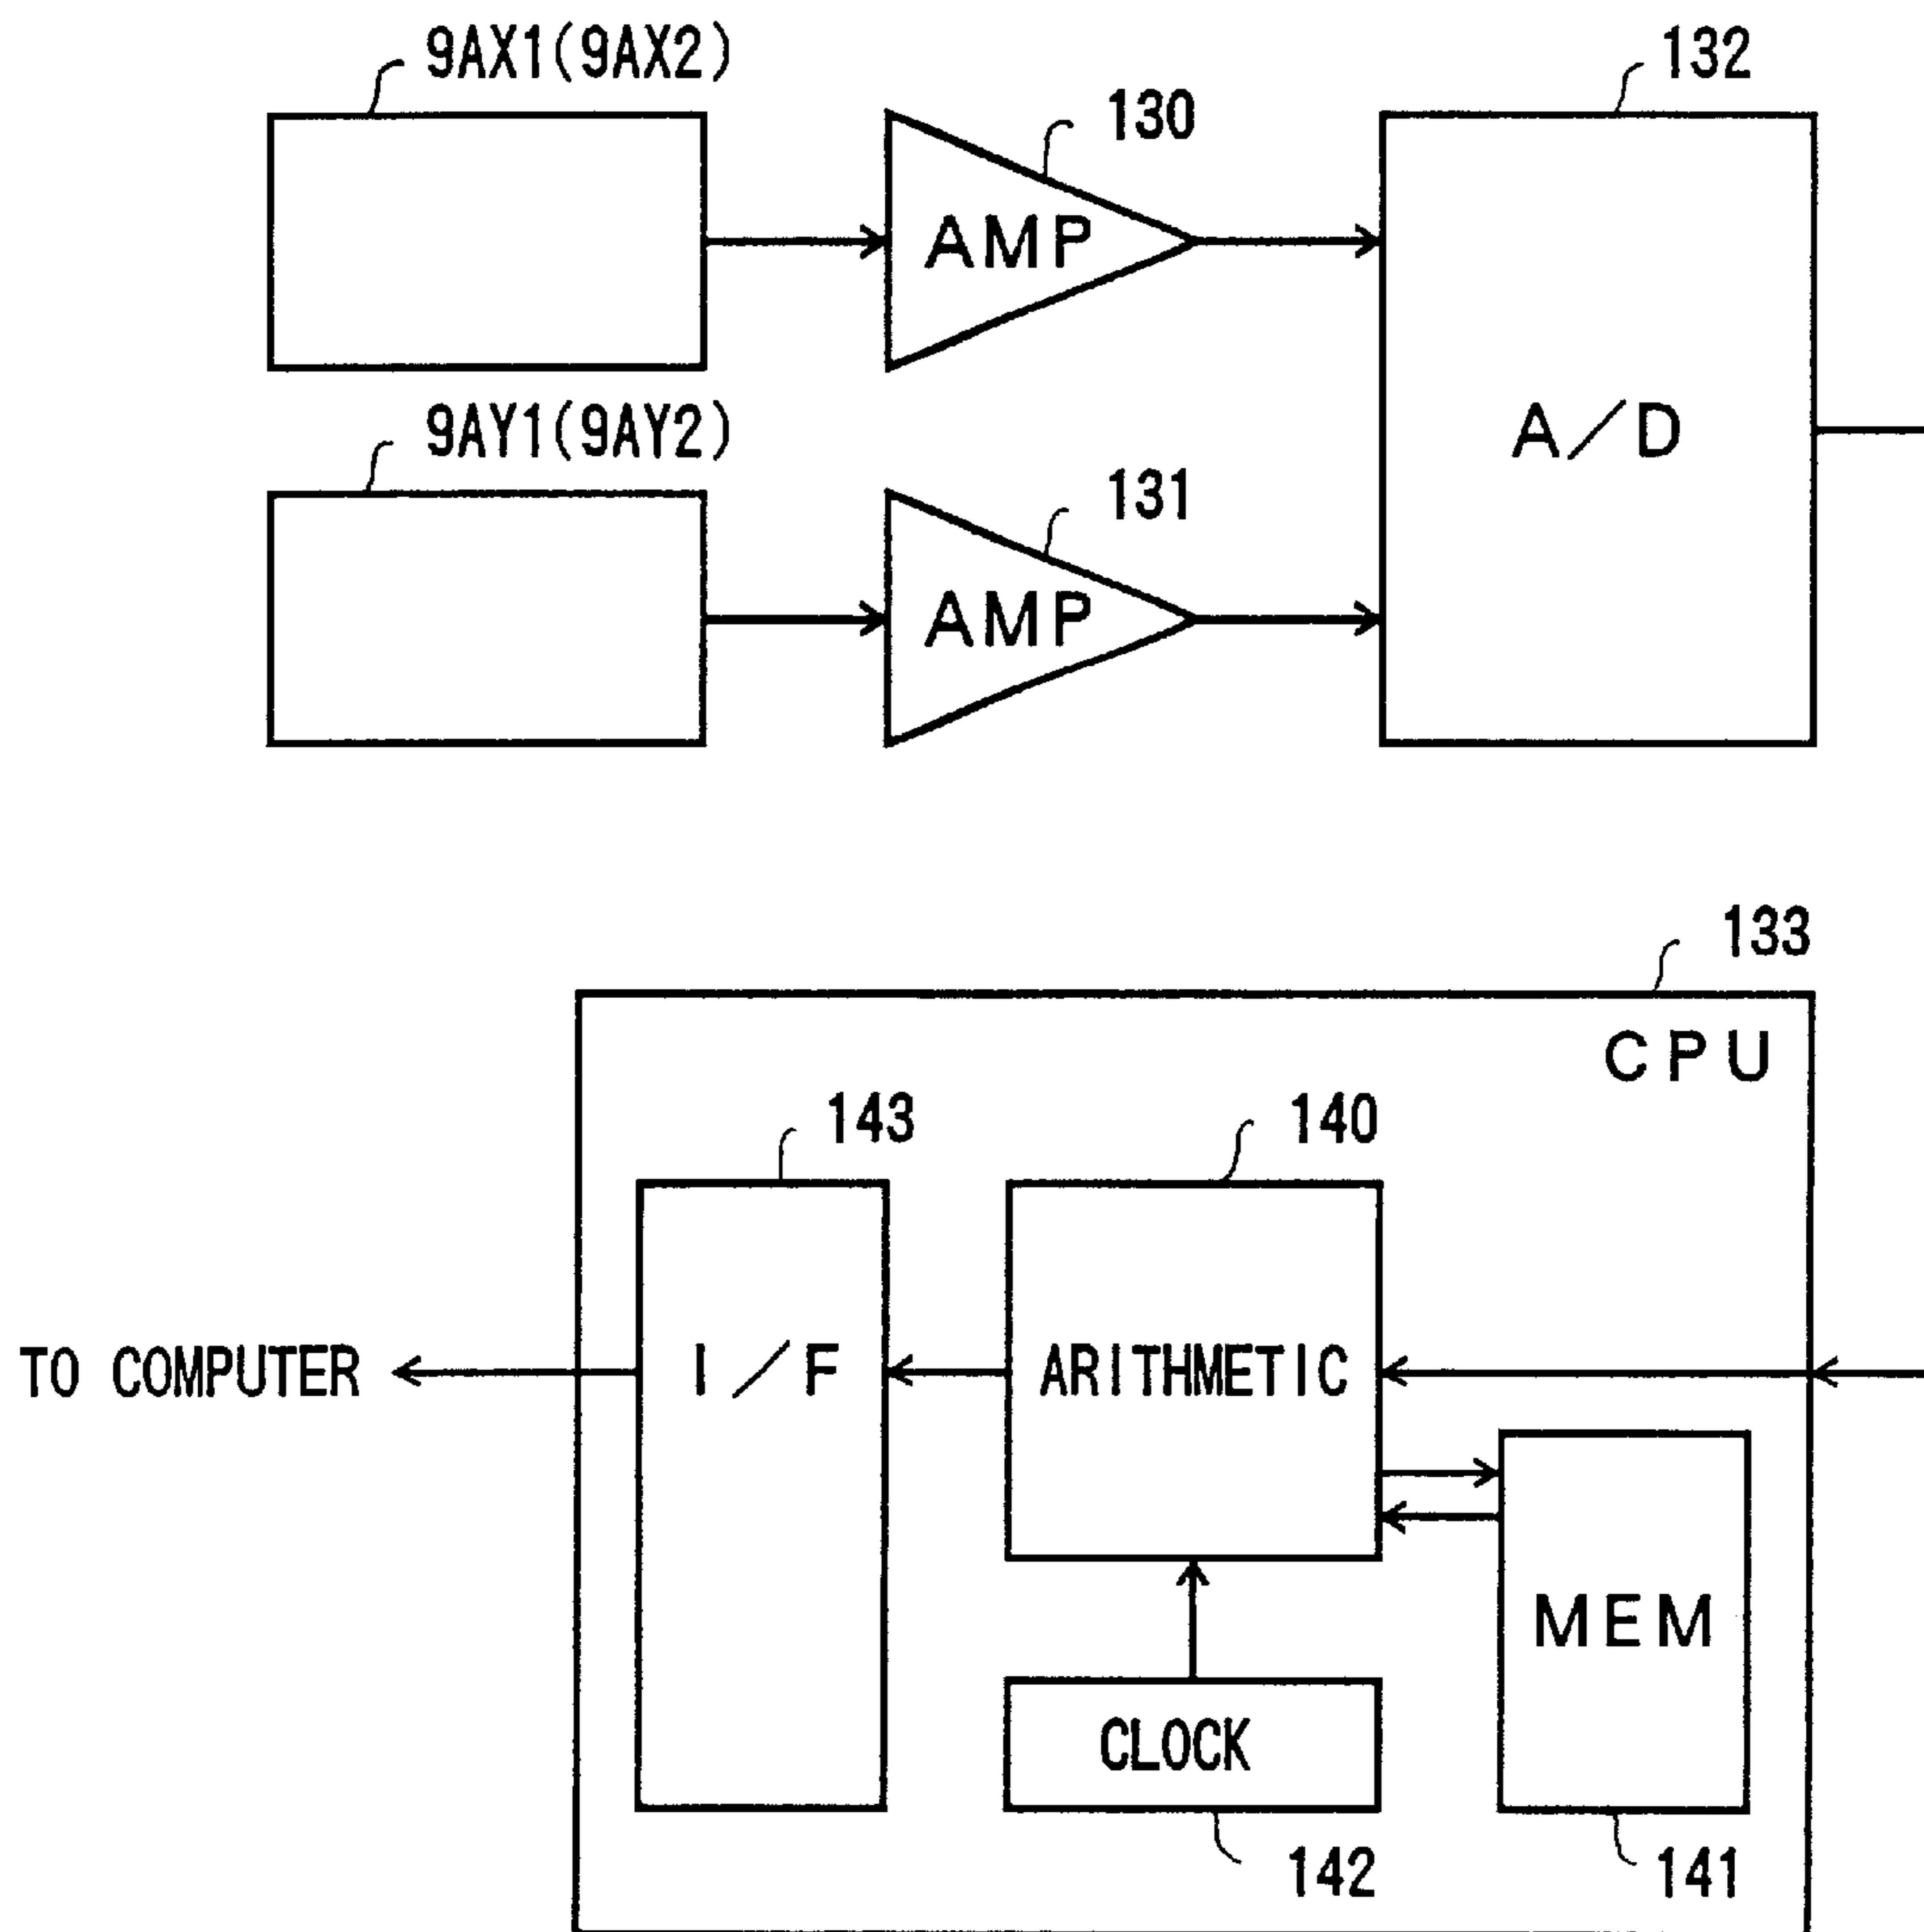 9AX1(9AX2)
132
130
AMP
A/D
9AY1(9AY2)
131
AMP
133
CPU
143
140
TO COMPUTER
I/F
ARITHMETIC
MEM
CLOCK
142
141